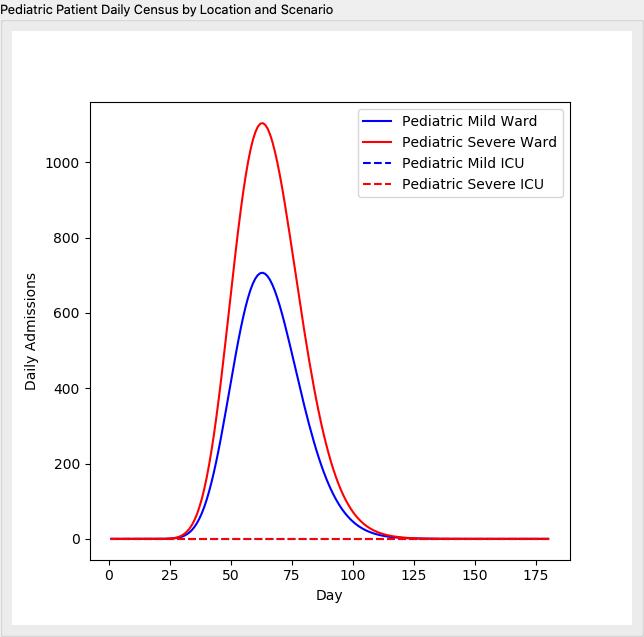 Pediatric Patient Daily Census by Location and Scenario
Pediatric Mild Ward
Pediatric Severe Ward
Pediatric Mild ICU
Pediatric Severe ICU
Daily Admissions
1000
800
600
400
200
0
0 25 50 75 100 125 150 175
Day